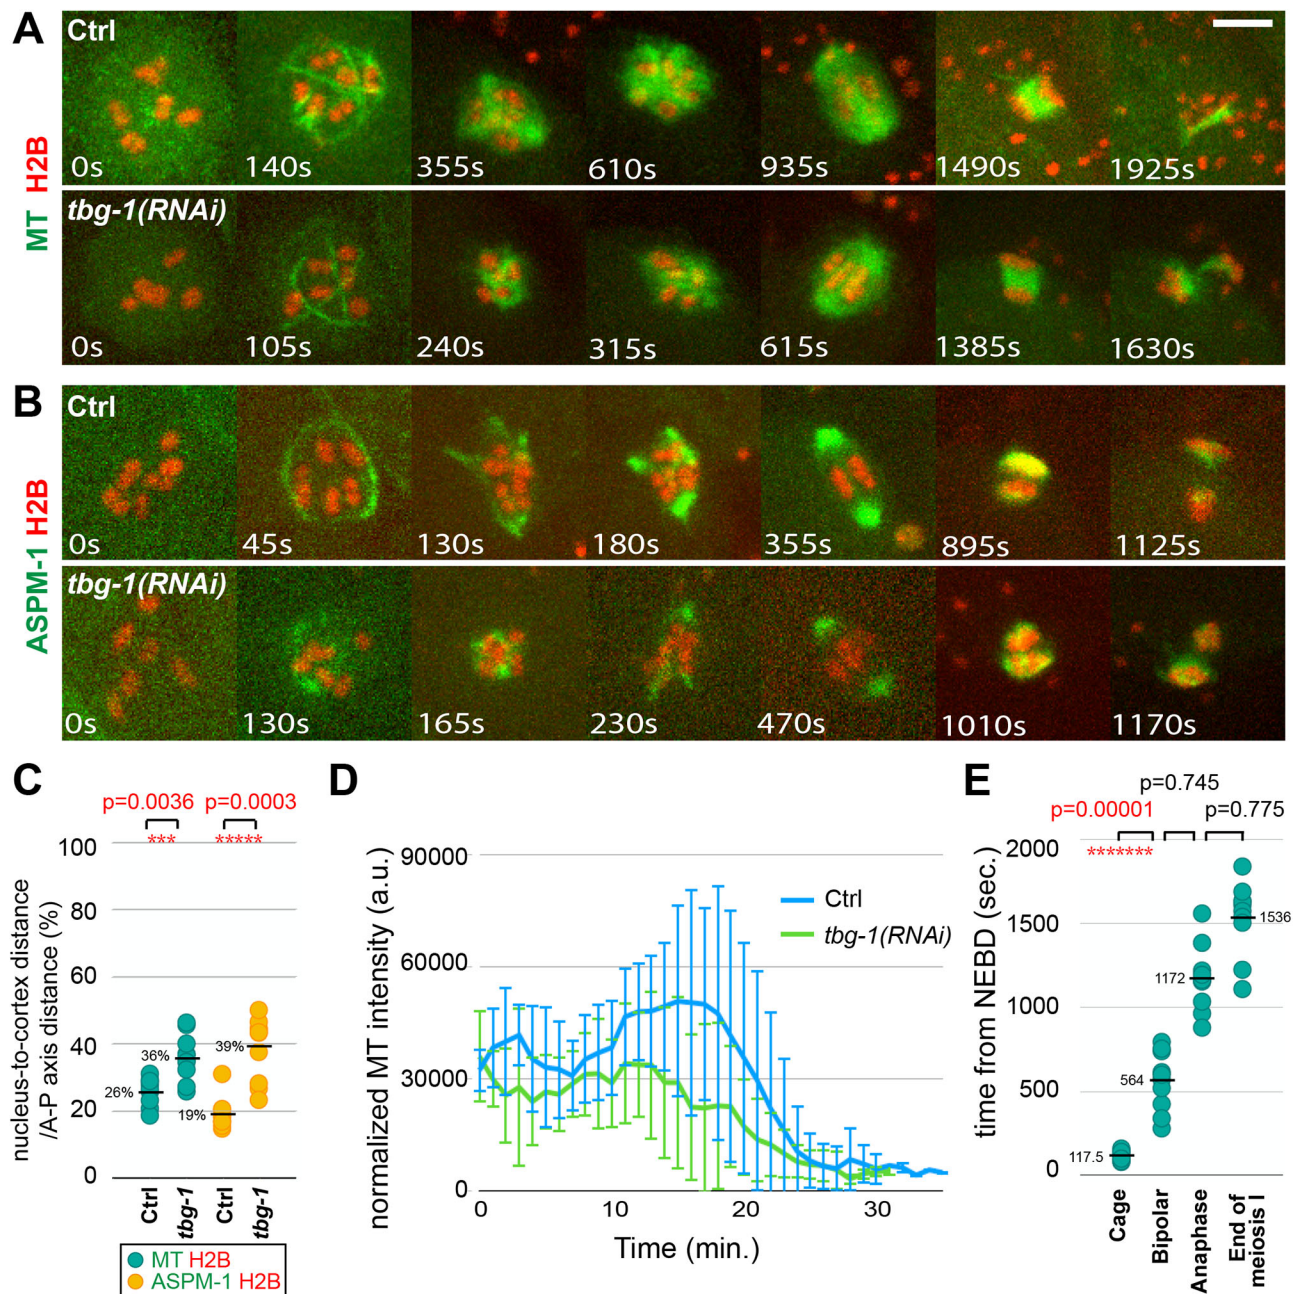 A
Ctrl
MT H2B
0s 140s 355s 610s 935s 1490s 1925s
tbg-1(RNAi)
0s 105s 240s 315s 615s 1385s 1630s
B
Ctrl
ASPM-1 H2B
0s 45s 130s 180s 355s 895s 1125s
tbg-1(RNAi)
0s 130s 165s 230s 470s 1010s 1170s
C
p=0.0036 p=0.0003
*** *****
nucleus-to-cortex distance
/A-P axis distance (%)
100
80
60
40
20
0
26%
36%
19%
39%
Ctrl
tbg-1
Ctrl
tbg-1
MT H2B
ASPM-1 H2B
D
normalized MT intensity (a.u.)
90000
60000
30000
0
Ctrl
tbg-1(RNAi)
0 10 20 30
Time (min.)
E
p=0.745
p=0.00001 p=0.775
*******
time from NEBD (sec.)
2000
1500
1000
500
0
117.5
564
1172
1536
Cage
Bipolar
Anaphase
End of
meiosis I